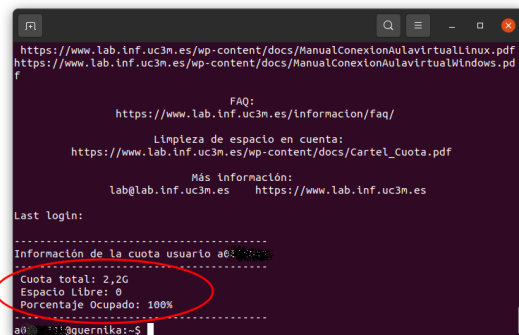 https://www.lab.inf.uc3m.es/wp-content/docs/ManualConexionAulavirtualLinux.pdf
https://www.lab.inf.uc3m.es/wp-content/docs/ManualConexionAulavirtualWindows.pd
f
FAQ:
https://www.lab.inf.uc3m.es/informacion/faq/
Limpieza de espacio en cuenta:
https://www.lab.inf.uc3m.es/wp-content/docs/Cartel_Cuota.pdf
Más información:
lab@lab.inf.uc3m.es    https://www.lab.inf.uc3m.es
Last login:
----------------------------------------
Información de la cuota usuario
----------------------------------------
Cuota total: 2,2G
Espacio Libre: 0
Porcentaje Ocupado: 100%
----------------------------------------
@guernika:~$